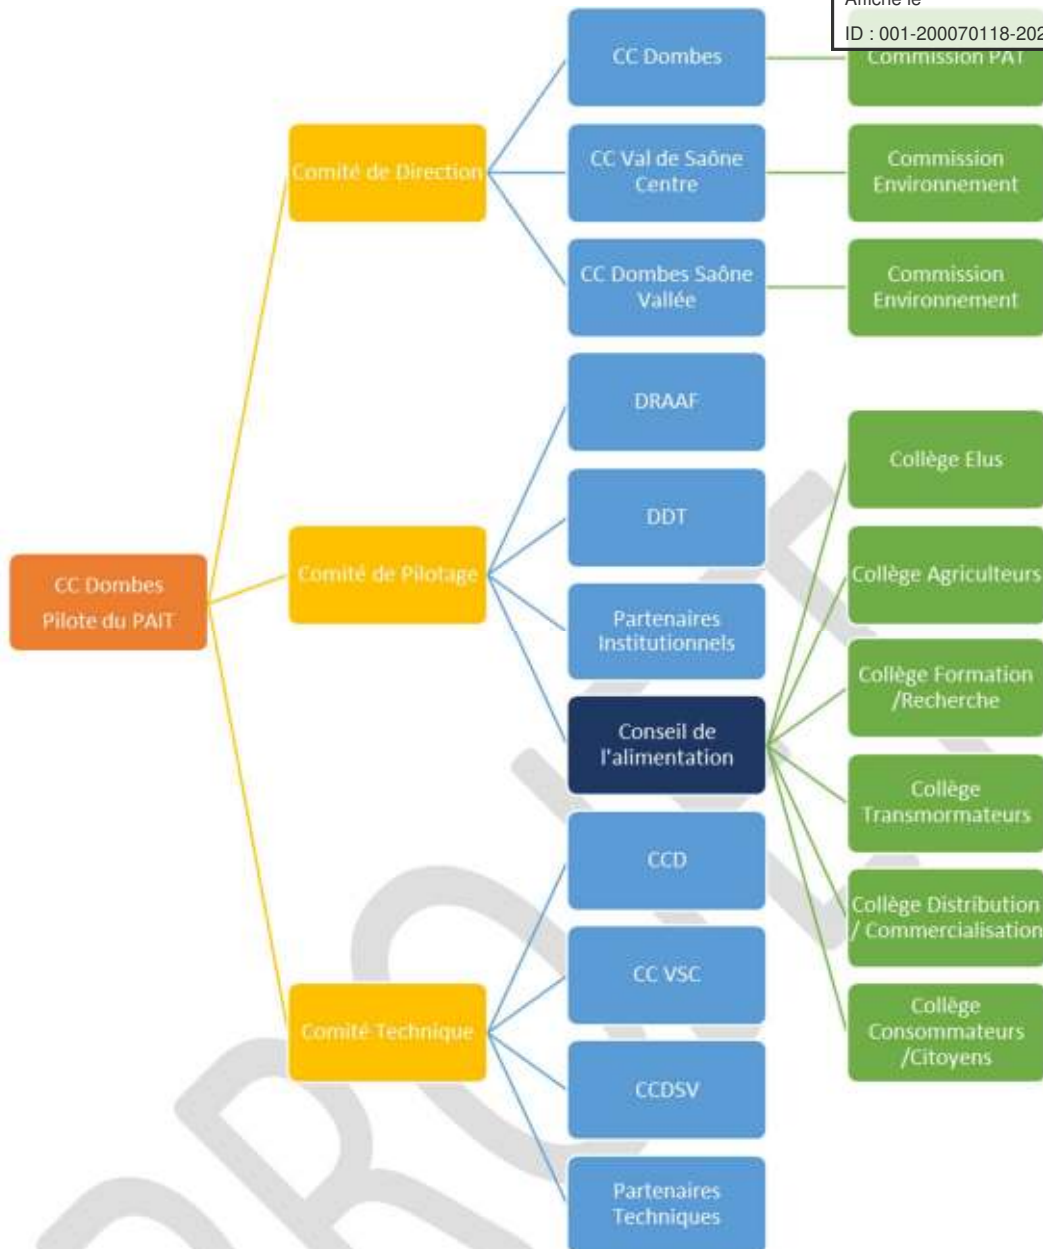 Affiché le
ID : 001-200070118-202
CC Dombes
Commission PAT
Comité de Direction
CC Val de Saône
Centre
Commission
Environnement
CC Dombes Saône
Vallée
Commission
Environnement
DRAAF
Collège Elus
DDT
CC Dombes
Pilote du PAIT
Comité de Pilotage
Collège Agriculteurs
Partenaires
Institutionnels
Collège Formation
/Recherche
Conseil de
l'alimentation
Collège
Transmormateurs
CCD
Collège Distribution
/ Commercialisation
CC VSC
Comité Technique
Collège
Consommateurs
/Citoyens
CCDSV
Partenaires
Techniques